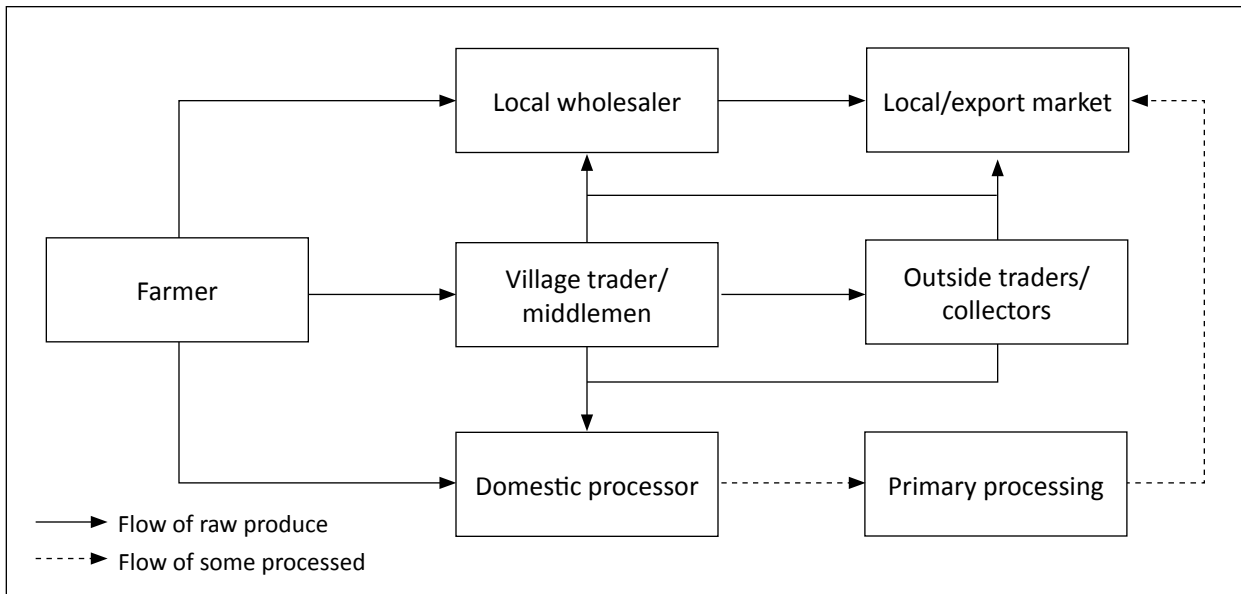 Local wholesaler
Local/export market
Farmer
Village trader/
middlemen
Outside traders/
collectors
Domestic processor
Primary processing
Flow of raw produce
Flow of some processed